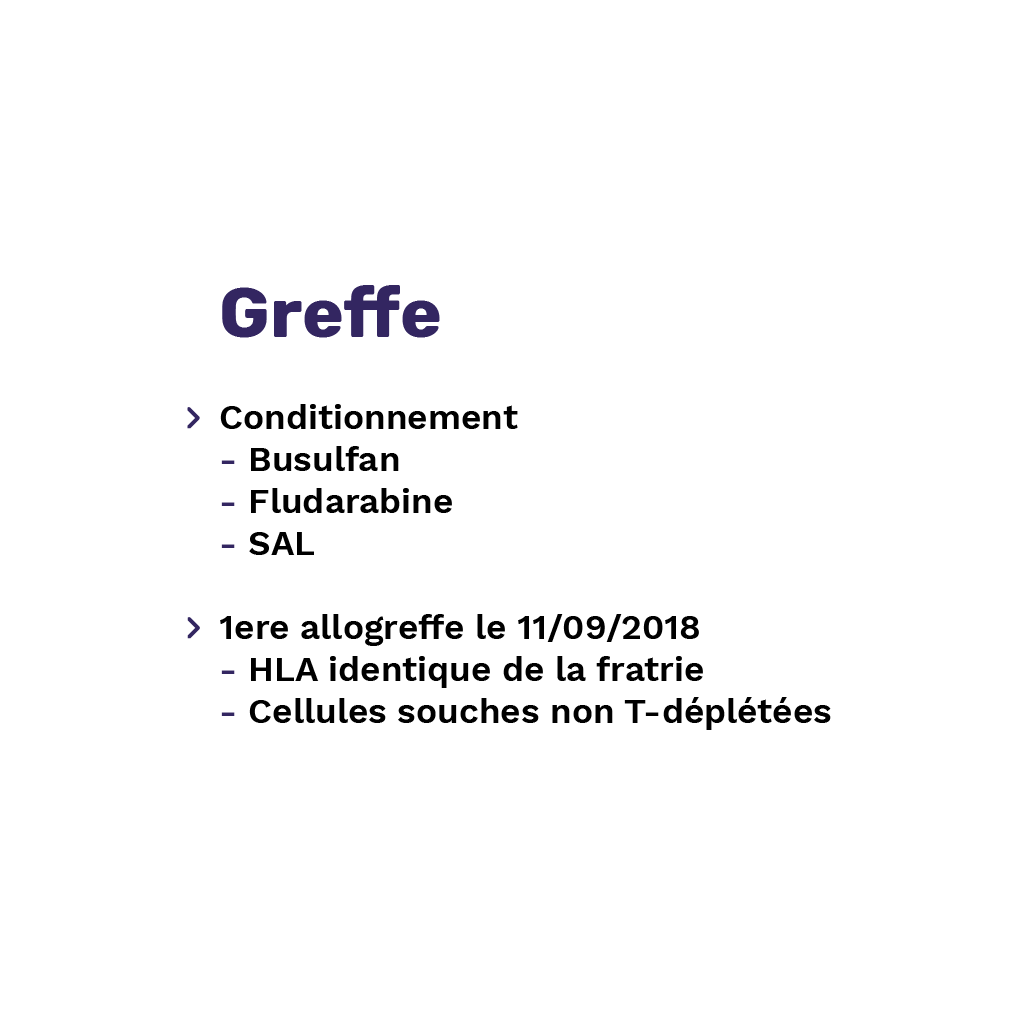 Greffe
> Conditionnement
- Busulfan
- Fludarabine
- SAL
> 1ere allogreffe le 11/09/2018
- HLA identique de la fratrie
- Cellules souches non T-déplétées